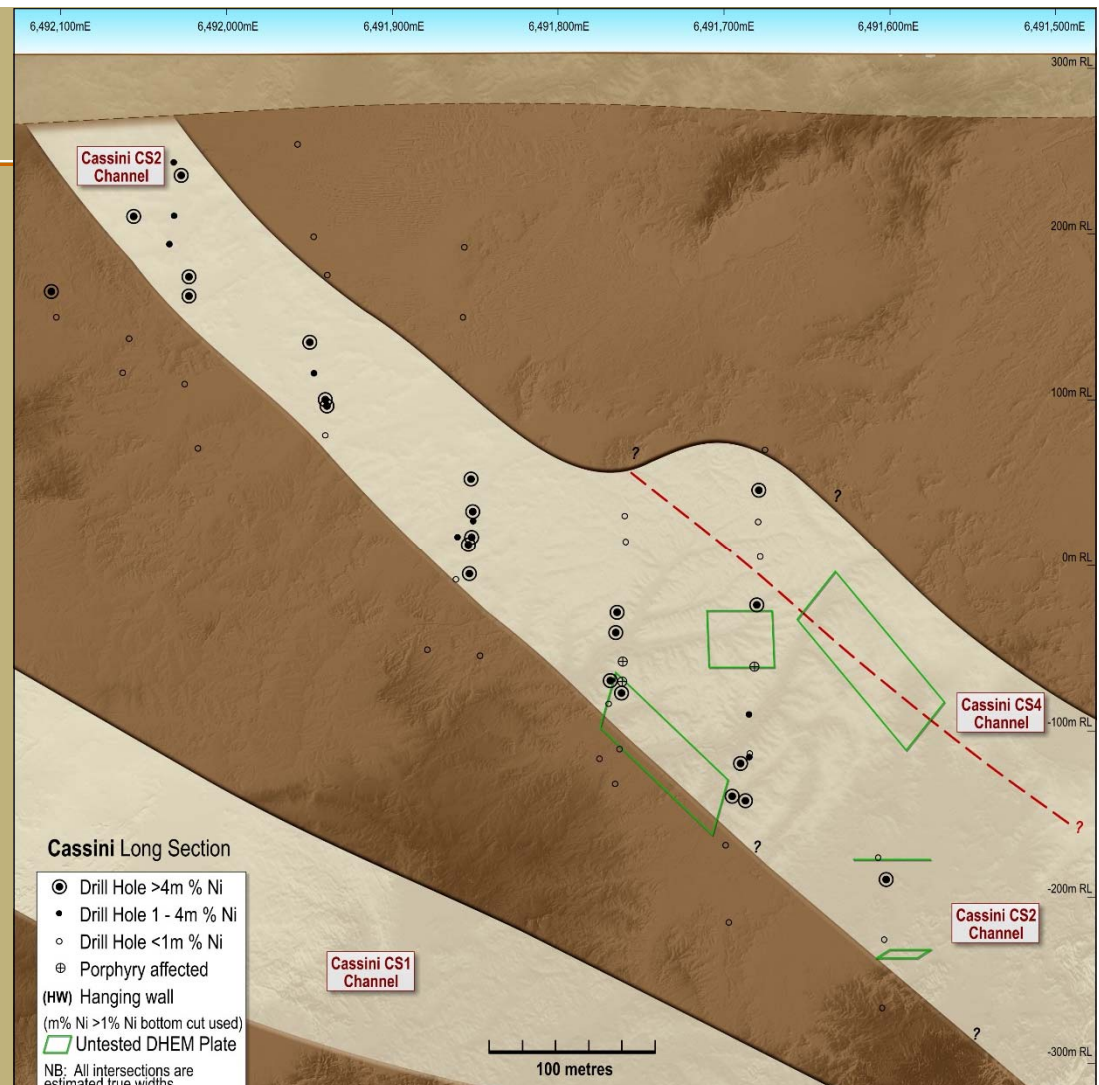 6,492,100mE 6,492,000mE 6,491,900mE 6,491,800mE 6,491,700mE 6,491,600mE 6,491,500mE
300m RL
Cassini CS2
Channel
200m RL
100m RL
?
?
0m RL
Cassini CS4
Channel
-100m RL
?
?
-200m RL
Cassini CS2
Channel
Cassini CS1
Channel
?
-300m RL
100 metres
Cassini Long Section
Drill Hole >4m % Ni
Drill Hole 1 - 4m % Ni
Drill Hole <1m % Ni
Porphyry affected
(HW) Hanging wall
(m% Ni >1% Ni bottom cut used)
Untested DHEM Plate
NB: All intersections are
estimated true widths